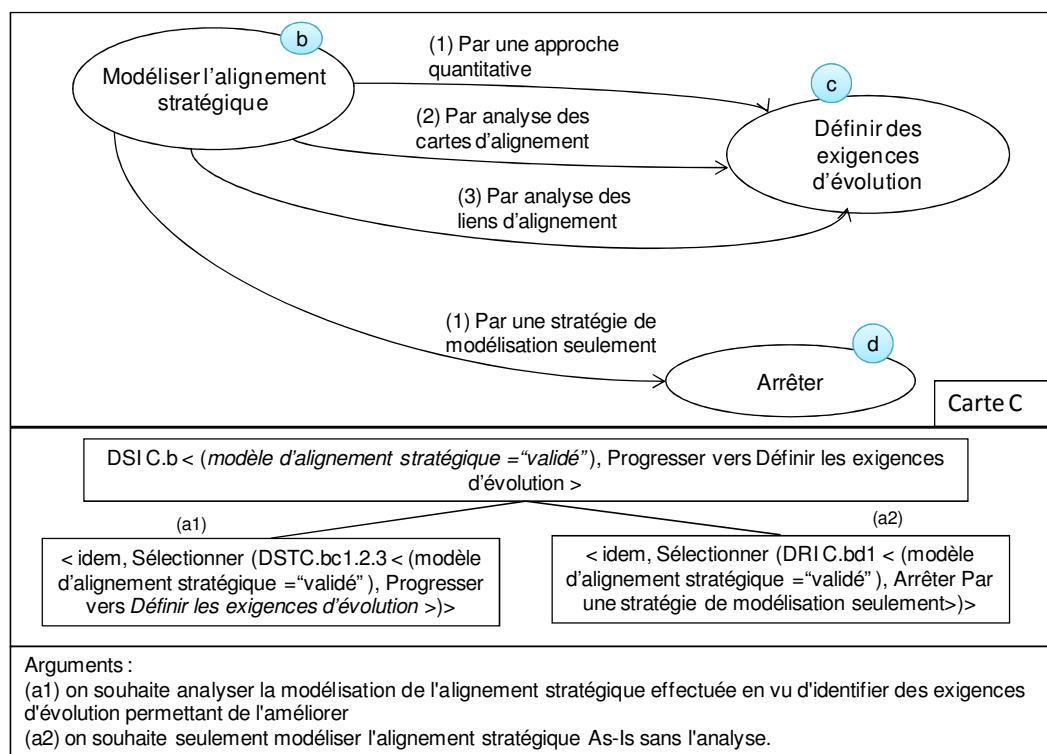 b
Modéliser l'alignement
stratégique
(1) Par une approche
quantitative
c
(2) Par analyse des
cartes d'alignement
Définir des
exigences
d'évolution
(3) Par analyse des
liens d'alignement
(1) Par une stratégie de
modélisation seulement
d
Arrêter
Carte C
DSI C.b < (modèle d'alignement stratégique =“validé”), Progresser vers Définir les exigences
d'évolution >
(a1)
(a2)
< idem, Sélectionner (DSTC.bc1.2.3 < (modèle
d'alignement stratégique =“validé” ), Progresser
vers Définir les exigences d'évolution >)>
< idem, Sélectionner (DRI C.bd1 < (modèle
d'alignement stratégique =“validé” ), Arrêter Par
une stratégie de modélisation seulement>)>
Arguments :
(a1) on souhaite analyser la modélisation de l'alignement stratégique effectuée en vu d'identifier des exigences
d'évolution permettant de l'améliorer
(a2) on souhaite seulement modéliser l'alignement stratégique As-Is sans l'analyse.